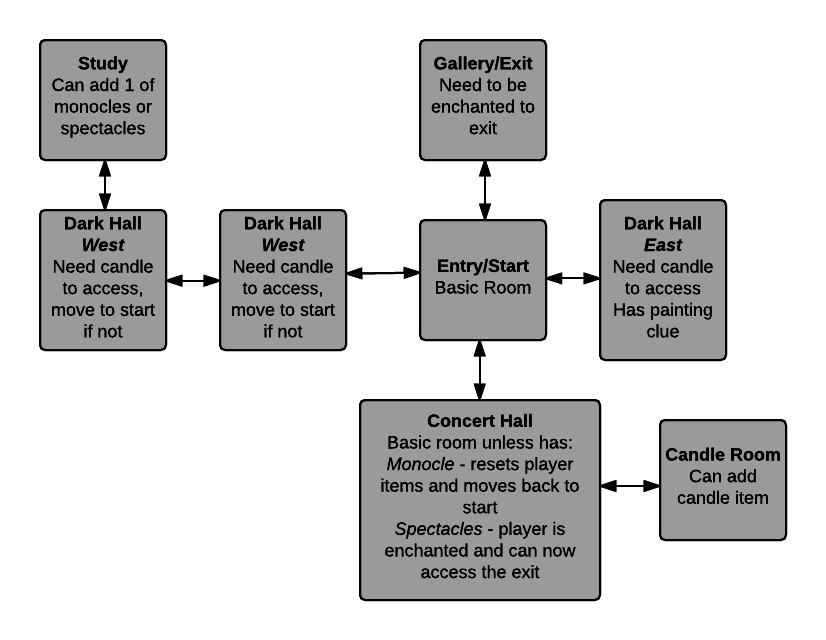 Study
Can add 1 of
monocles or
spectacles
Gallery/Exit
Need to be
enchanted to
exit
Dark Hall
West
Need candle
to access,
move to start
if not
Dark Hall
West
Need candle
to access,
move to start
if not
Entry/Start
Basic Room
Dark Hall
East
Need candle
to access
Has painting
clue
Concert Hall
Basic room unless has:
Monocle - resets player
items and moves back to
start
Spectacles - player is
enchanted and can now
access the exit
Candle Room
Can add
candle item